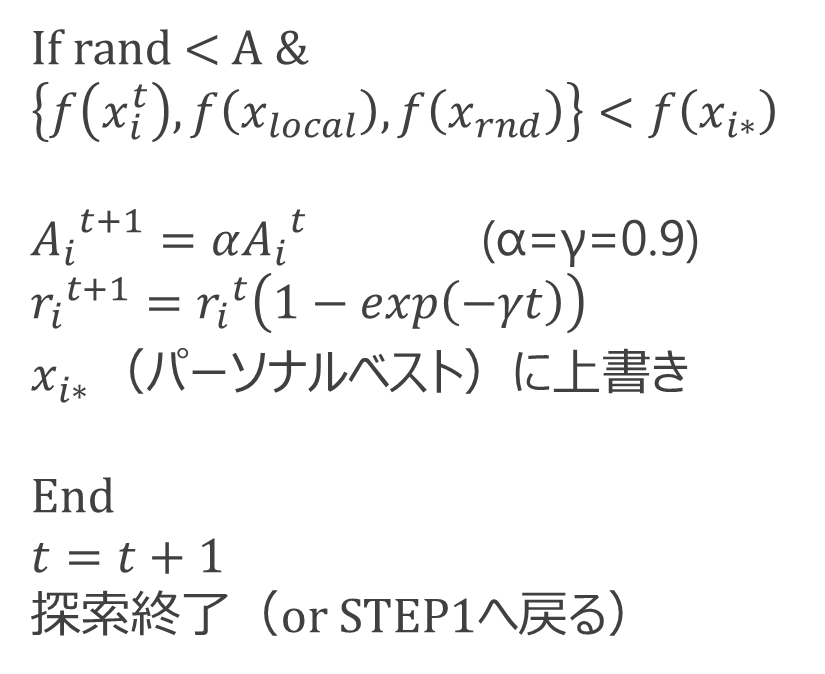 If rand < A &
{f(x_i^t), f(x_local), f(x_rnd)} < f(x_i*)
A_i^{t+1} = αA_i^t (α=γ=0.9)
r_i^{t+1} = r_i^t(1 − exp(−γt))
x_i* （パーソナルベスト）に上書き
End
t = t + 1
探索終了（or STEP1へ戻る）